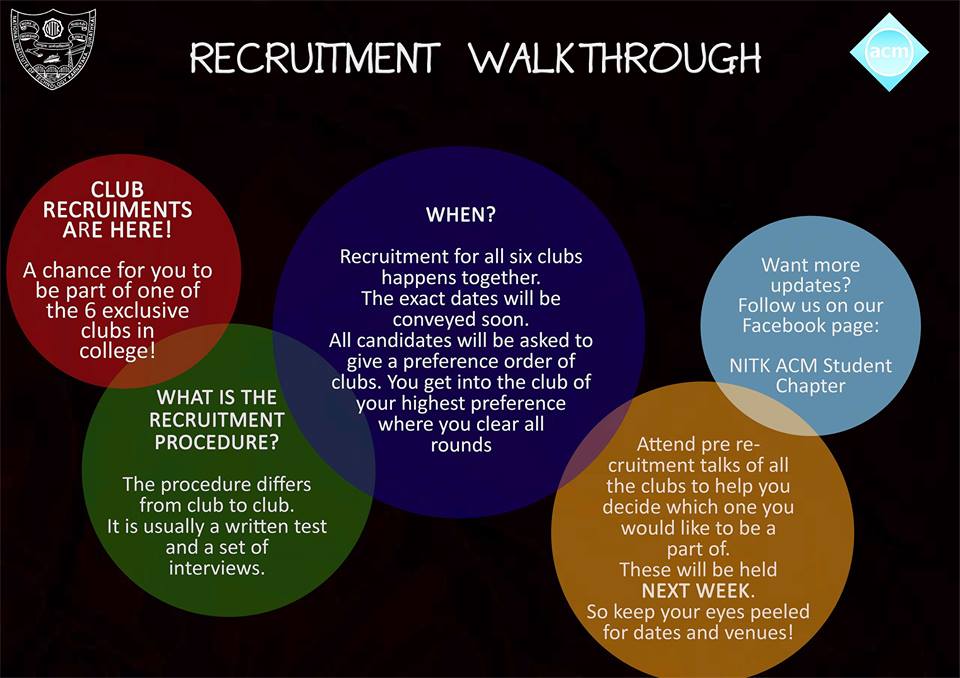 RECRUITMENT WALKTHROUGH
acm
CLUB
RECRUIMENTS
ARE HERE!
A chance for you to
be part of one of
the 6 exclusive
clubs in
college!
WHAT IS THE
RECRUITMENT
PROCEDURE?
The procedure differs
from club to club.
It is usually a written test
and a set of
interviews.
WHEN?
Recruitment for all six clubs
happens together.
The exact dates will be
conveyed soon.
All candidates will be asked to
give a preference order of
clubs. You get into the club of
your highest preference
where you clear all
rounds
Attend pre re-
cruitment talks of all
the clubs to help you
decide which one you
would like to be a
part of.
These will be held
NEXT WEEK.
So keep your eyes peeled
for dates and venues!
Want more
updates?
Follow us on our
Facebook page:
NITK ACM Student
Chapter